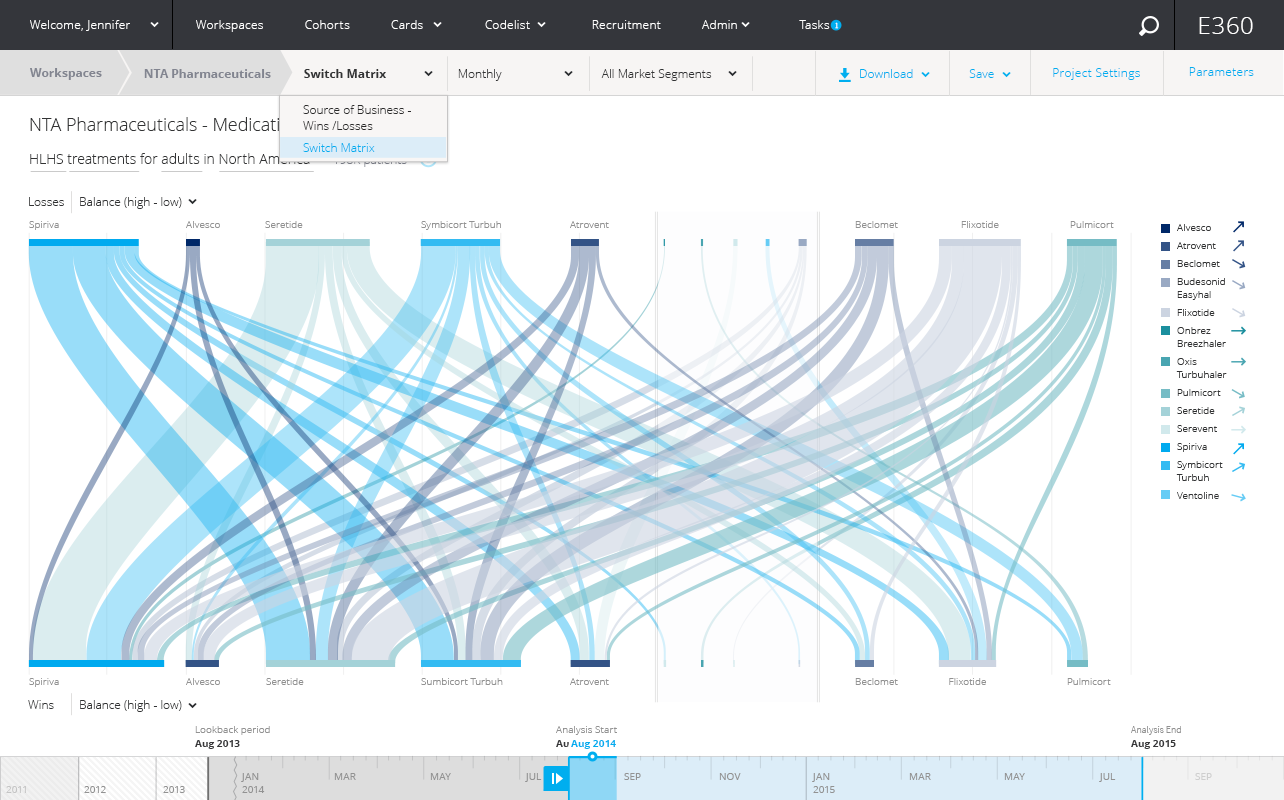 Welcome, Jennifer
Workspaces
Cohorts
Cards
Codelist
Recruitment
Admin
Tasks
E360
Workspaces
NTA Pharmaceuticals
Switch Matrix
Monthly
All Market Segments
Download
Save
Project Settings
Parameters
Source of Business -
Wins /Losses
Switch Matrix
NTA Pharmaceuticals - Medicati
HLHS treatments for adults in North America
patients
Losses
Balance (high - low)
Spiriva
Alvesco
Seretide
Symbicort Turbuh
Atrovent
Beclomet
Flixotide
Pulmicort
Alvesco
Atrovent
Beclomet
Budesonid
Easyhal
Flixotide
Onbrez
Breezhaler
Oxis
Turbuhaler
Pulmicort
Seretide
Serevent
Spiriva
Symbicort
Turbuh
Ventoline
Spiriva
Alvesco
Seretide
Sumbicort Turbuh
Atrovent
Beclomet
Flixotide
Pulmicort
Wins
Balance (high - low)
Lookback period
Aug 2013
Analysis Start
Au Aug 2014
Analysis End
Aug 2015
2011
2012
2013
JAN
2014
MAR
MAY
JUL
SEP
NOV
JAN
2015
MAR
MAY
JUL
SEP